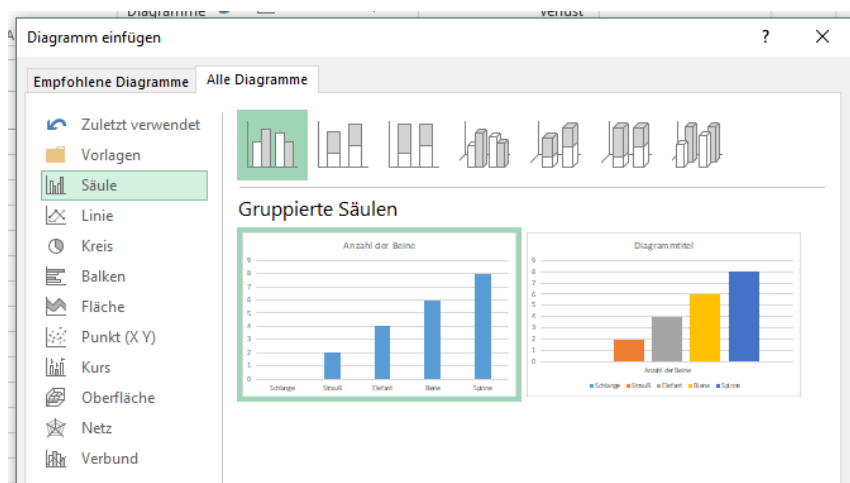 Diagramme
Verlust
A
Diagramm einfügen
?
Empfohlene Diagramme
Alle Diagramme
Zuletzt verwendet
Vorlagen
Säule
Linie
Kreis
Balken
Fläche
Punkt (X Y)
Kurs
Oberfläche
Netz
Verbund
Gruppierte Säulen
Anzahl der Beine
9
8
7
6
5
4
3
2
1
0
Schlange Strauß Elefant Biene Spinne
Diagrammtitel
9
8
7
6
5
4
3
2
1
0
Anzahl der Beine
Schlange Strauß Elefant Biene Spinne